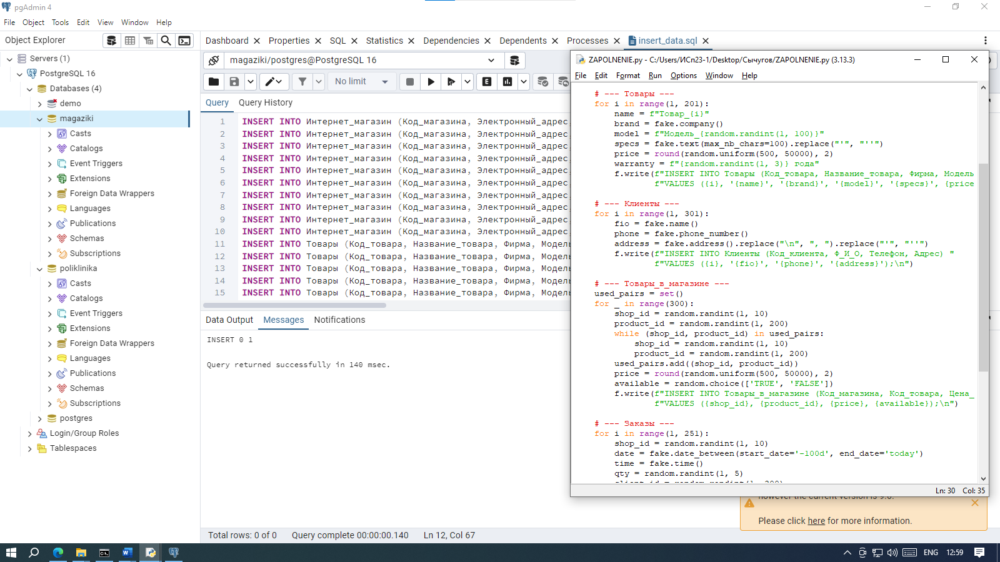 pgAdmin 4
File Object Tools Edit View Window Help
Object Explorer
Servers (1)
PostgreSQL 16
Databases (4)
demo
magaziki
Casts
Catalogs
Event Triggers
Extensions
Foreign Data Wrappers
Languages
Publications
Schemas
Subscriptions
poliklinika
Casts
Catalogs
Event Triggers
Extensions
Foreign Data Wrappers
Languages
Publications
Schemas
Subscriptions
postgres
Login/Group Roles
Tablespaces
Dashboard Properties SQL Statistics Dependencies Dependents Processes insert_data.sql
magaziki/postgres@PostgreSQL 16
No limit
E
Query Query History
1 INSERT INTO Интернет_магазин (Код_магазина, Электронный_адрес,
2 INSERT INTO Интернет_магазин (Код_магазина, Электронный_адрес,
3 INSERT INTO Интернет_магазин (Код_магазина, Электронный_адрес,
4 INSERT INTO Интернет_магазин (Код_магазина, Электронный_адрес,
5 INSERT INTO Интернет_магазин (Код_магазина, Электронный_адрес,
6 INSERT INTO Интернет_магазин (Код_магазина, Электронный_адрес,
7 INSERT INTO Интернет_магазин (Код_магазина, Электронный_адрес,
8 INSERT INTO Интернет_магазин (Код_магазина, Электронный_адрес,
9 INSERT INTO Интернет_магазин (Код_магазина, Электронный_адрес,
10 INSERT INTO Интернет_магазин (Код_магазина, Электронный_адрес,
11 INSERT INTO Товары (Код_товара, Название_товара, Фирма, Модель
12 INSERT INTO Товары (Код_товара, Название_товара, Фирма, Модель
13 INSERT INTO Товары (Код_товара, Название_товара, Фирма, Модель
14 INSERT INTO Товары (Код_товара, Название_товара, Фирма, Модель
15 INSERT INTO Товары (Код_товара, Название_товара, Фирма, Модель
Data Output Messages Notifications
INSERT 0 1
Query returned successfully in 140 msec.
Total rows: 0 of 0 Query complete 00:00:00.140 Ln 12, Col 67
ZAPOLNENIE.py - C:/Users/ИСп23-1/Desktop/Сычугов/ZAPOLNENIE.py (3.13.3)
File Edit Format Run Options Window Help
# --- Товары ---
for i in range(1, 201):
name = f"Товар_{i}"
brand = fake.company()
model = f"Модель_{random.randint(1, 100)}"
specs = fake.text(max_nb_chars=100).replace("'", "''")
price = round(random.uniform(500, 50000), 2)
warranty = f"{random.randint(1, 3)} года"
f.write(f"INSERT INTO Товары (Код_товара, Название_товара, Фирма, Модель
f"VALUES ({i}, '{name}', '{brand}', '{model}', '{specs}', {price
# --- Клиенты ---
for i in range(1, 301):
fio = fake.name()
phone = fake.phone_number()
address = fake.address().replace("\n", ", ").replace("'", "''")
f.write(f"INSERT INTO Клиенты (Код_клиента, Ф_И_О, Телефон, Адрес) "
f"VALUES ({i}, '{fio}', '{phone}', '{address}');\n")
# --- Товары_в_магазине ---
used_pairs = set()
for _ in range(300):
shop_id = random.randint(1, 10)
product_id = random.randint(1, 200)
while (shop_id, product_id) in used_pairs:
shop_id = random.randint(1, 10)
product_id = random.randint(1, 200)
used_pairs.add((shop_id, product_id))
price = round(random.uniform(500, 50000), 2)
available = random.choice(['TRUE', 'FALSE'])
f.write(f"INSERT INTO Товары_в_магазине (Код_магазина, Код_товара, Цена_
f"VALUES ({shop_id}, {product_id}, {price}, {available});\n")
# --- Заказы ---
for i in range(1, 251):
shop_id = random.randint(1, 10)
date = fake.date_between(start_date='-100d', end_date='today')
time = fake.time()
qty = random.randint(1, 5)
Ln: 30 Col: 35
Please click here for more information.
ENG 12:59